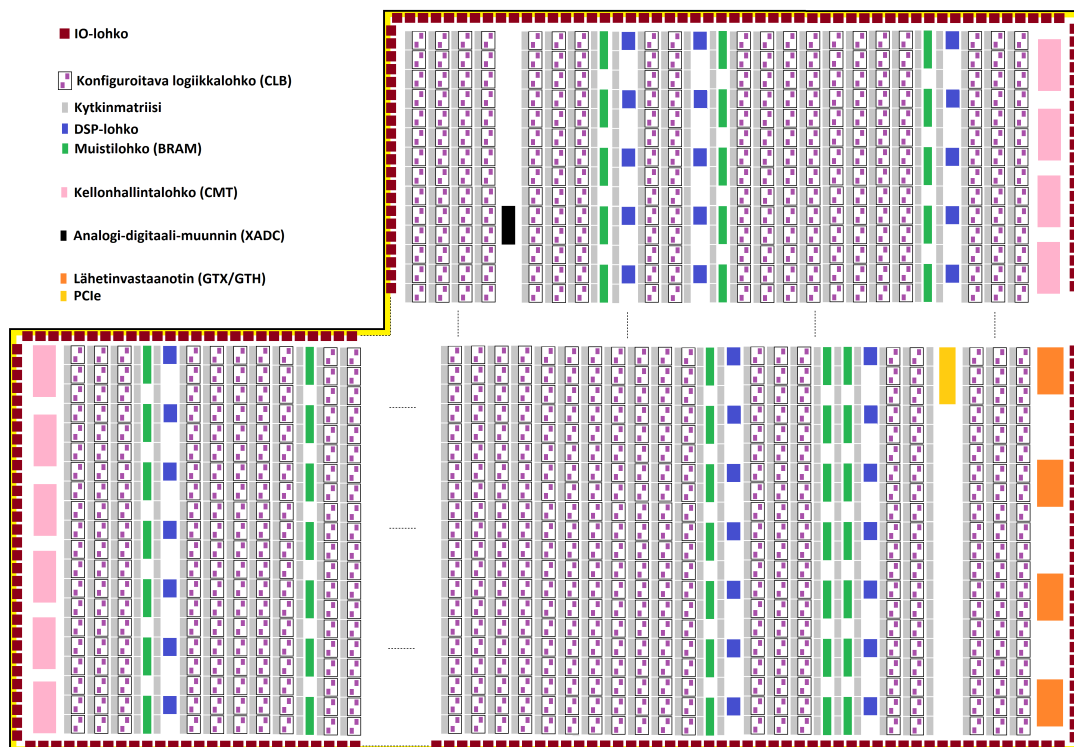 IO-lohko
Konfiguroitava logiikkalohko (CLB)
Kytkinmatriisi
DSP-lohko
Muistilohko (BRAM)
Kellonhallintalohko (CMT)
Analogi-digitaali-muunnin (XADC)
Lähetinvastaanotin (GTX/GTH)
PCIe